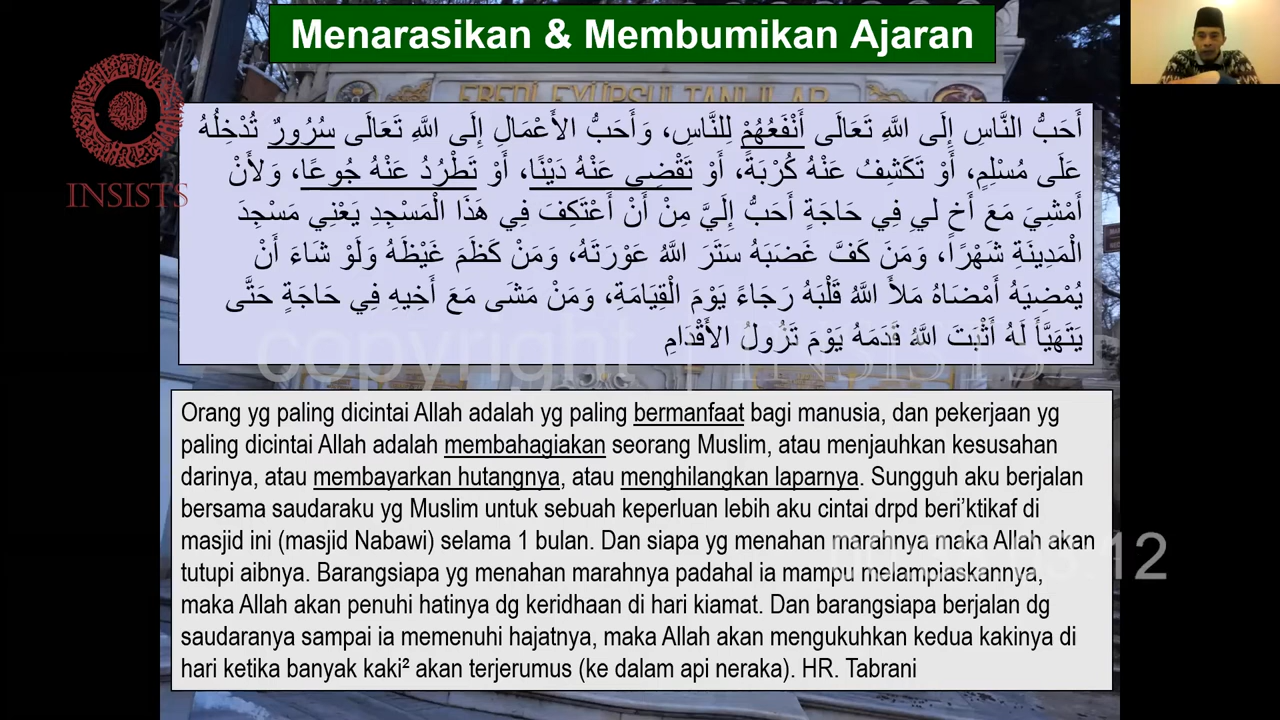 Menarasikan & Membumikan Ajaran
INSISTS
أَحَبُّ النَّاسِ إِلَى اللهِ تَعَالَى أَنْفَعُهُمْ لِلنَّاسِ، وَأَحَبُّ الأَعْمَالِ إِلَى اللهِ تَعَالَى سُرُورٌ تُدْخِلُهُ
عَلَى مُسْلِمٍ، أَوْ تَكْشِفُ عَنْهُ كُرْبَةً، أَوْ تَقْضِي عَنْهُ دَيْنًا، أَوْ تَطْرُدُ عَنْهُ جُوعًا، وَلأَنْ
أَمْشِيَ مَعَ أَخٍ لي فِي حَاجَةٍ أَحَبُّ إِلَيَّ مِنْ أَنْ أَعْتَكِفَ فِي هَذَا الْمَسْجِدِ يَعْنِي مَسْجِدَ
الْمَدِينَةِ شَهْرًا، وَمَنَ كَفَّ غَضَبَهُ سَتَرَ اللهُ عَوْرَتَهُ، وَمَنْ كَظَمَ غَيْظَهُ وَلَوْ شَاءَ أَنْ
يُمْضِيَهُ أَمْضَاهُ مَلأَ اللهُ قَلْبَهُ رَجَاءً يَوْمَ الْقِيَامَةِ، وَمَنْ مَشَى مَعَ أَخِيهِ فِي حَاجَةٍ حَتَّى
يَتَهَيَّأَ لَهُ أَثْبَتَ اللهُ قَدَمَهُ يَوْمَ تَزُولُ الأَقْدَامِ
copyright | INSISTS
Orang yg paling dicintai Allah adalah yg paling bermanfaat bagi manusia, dan pekerjaan yg
paling dicintai Allah adalah membahagiakan seorang Muslim, atau menjauhkan kesusahan
darinya, atau membayarkan hutangnya, atau menghilangkan laparnya. Sungguh aku berjalan
bersama saudaraku yg Muslim untuk sebuah keperluan lebih aku cintai drpd beri’ktikaf di
masjid ini (masjid Nabawi) selama 1 bulan. Dan siapa yg menahan marahnya maka Allah akan
tutupi aibnya. Barangsiapa yg menahan marahnya padahal ia mampu melampiaskannya,
maka Allah akan penuhi hatinya dg keridhaan di hari kiamat. Dan barangsiapa berjalan dg
saudaranya sampai ia memenuhi hajatnya, maka Allah akan mengukuhkan kedua kakinya di
hari ketika banyak kaki² akan terjerumus (ke dalam api neraka). HR. Tabrani